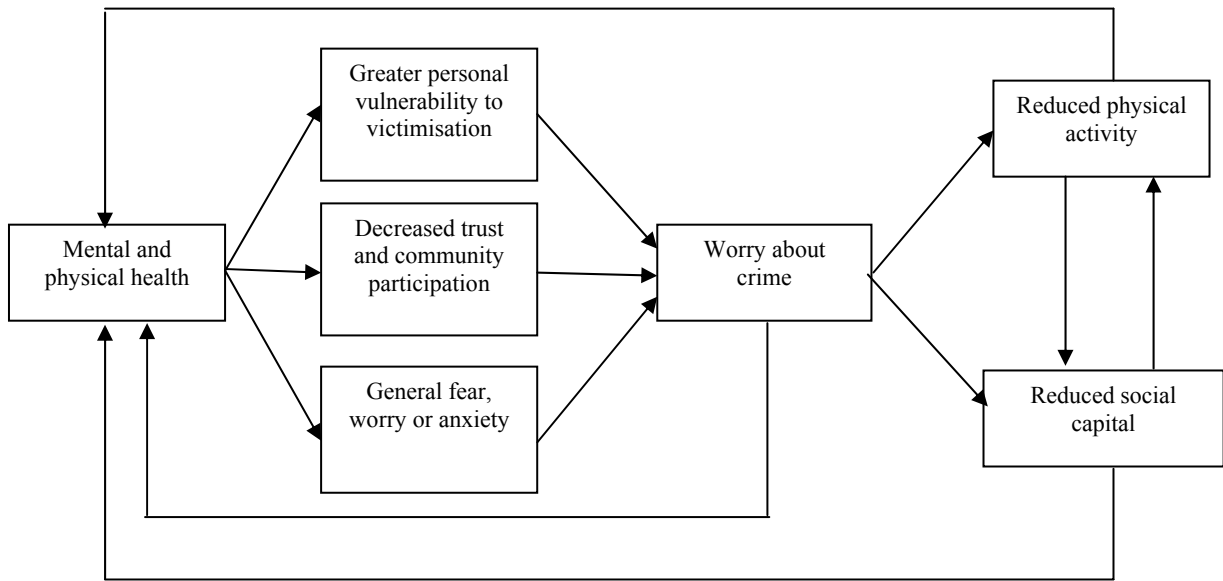 Greater personal
vulnerability to
victimisation
Reduced physical
activity
Mental and
physical health
Decreased trust
and community
participation
Worry about
crime
General fear,
worry or anxiety
Reduced social
capital